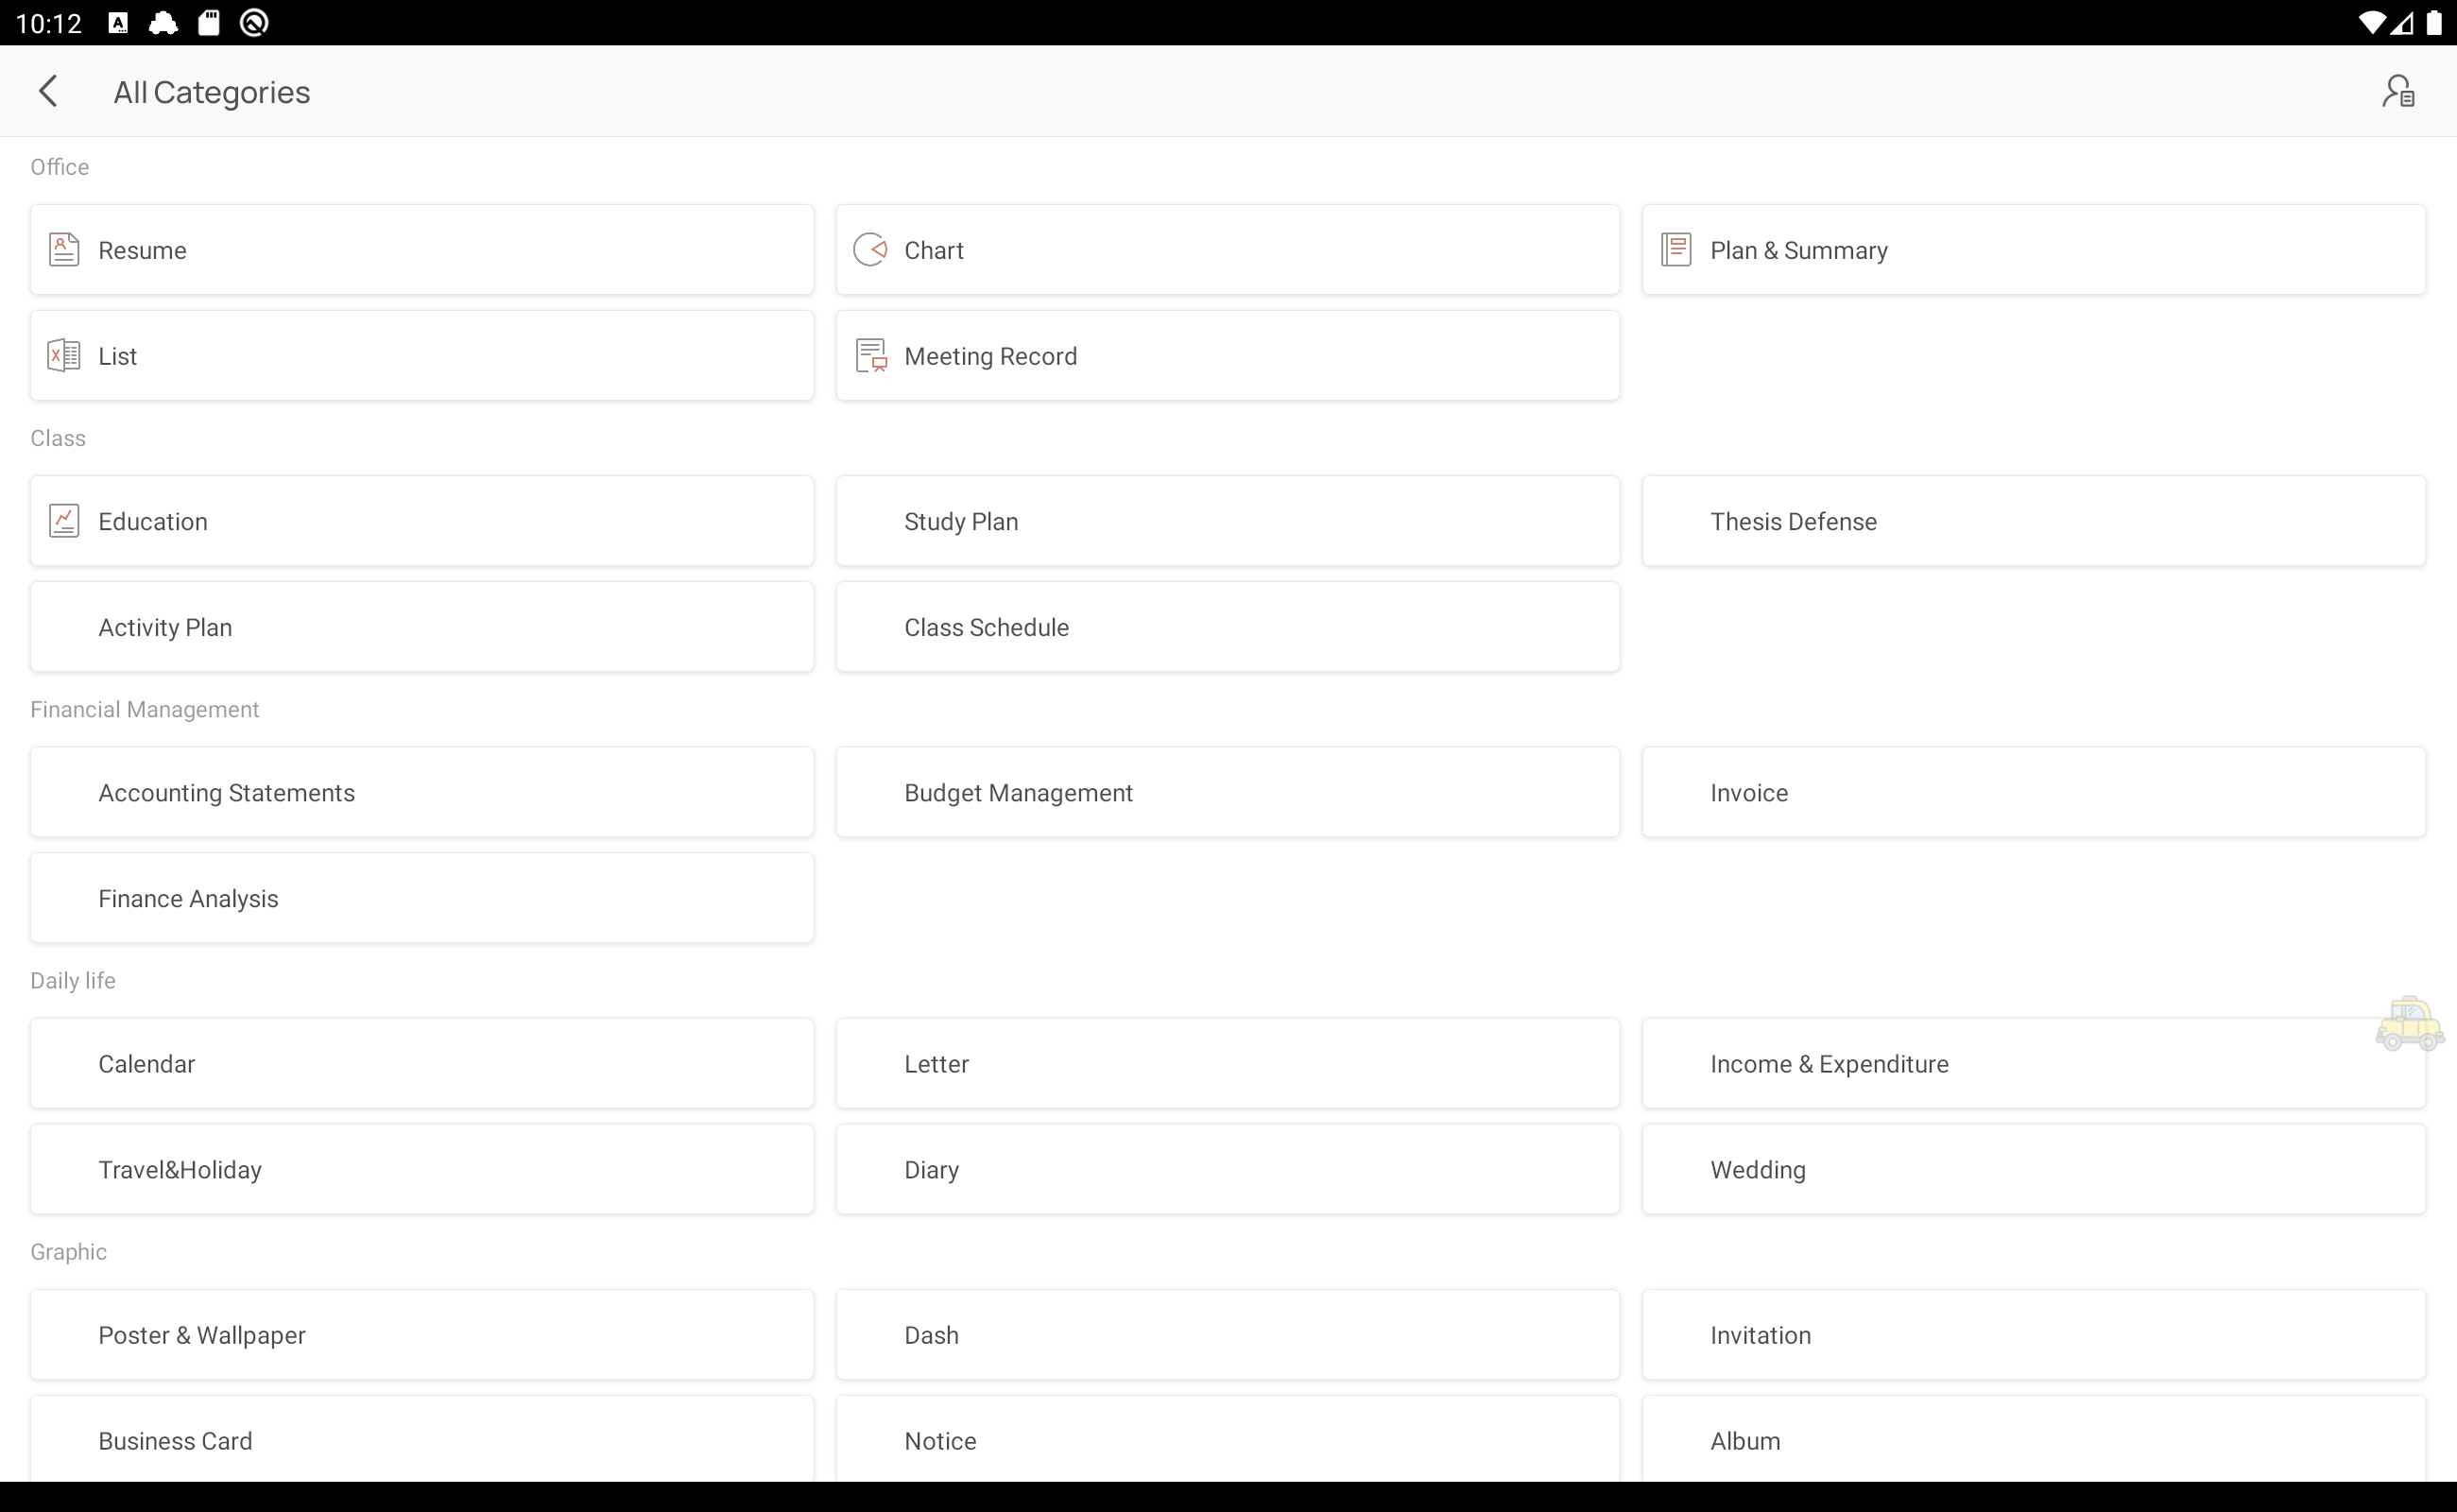 10:12
All Categories
Office
Resume
Chart
Plan & Summary
List
Meeting Record
Class
Education
Study Plan
Thesis Defense
Activity Plan
Class Schedule
Financial Management
Accounting Statements
Budget Management
Invoice
Finance Analysis
Daily life
Calendar
Letter
Income & Expenditure
Travel&Holiday
Diary
Wedding
Graphic
Poster & Wallpaper
Dash
Invitation
Business Card
Notice
Album